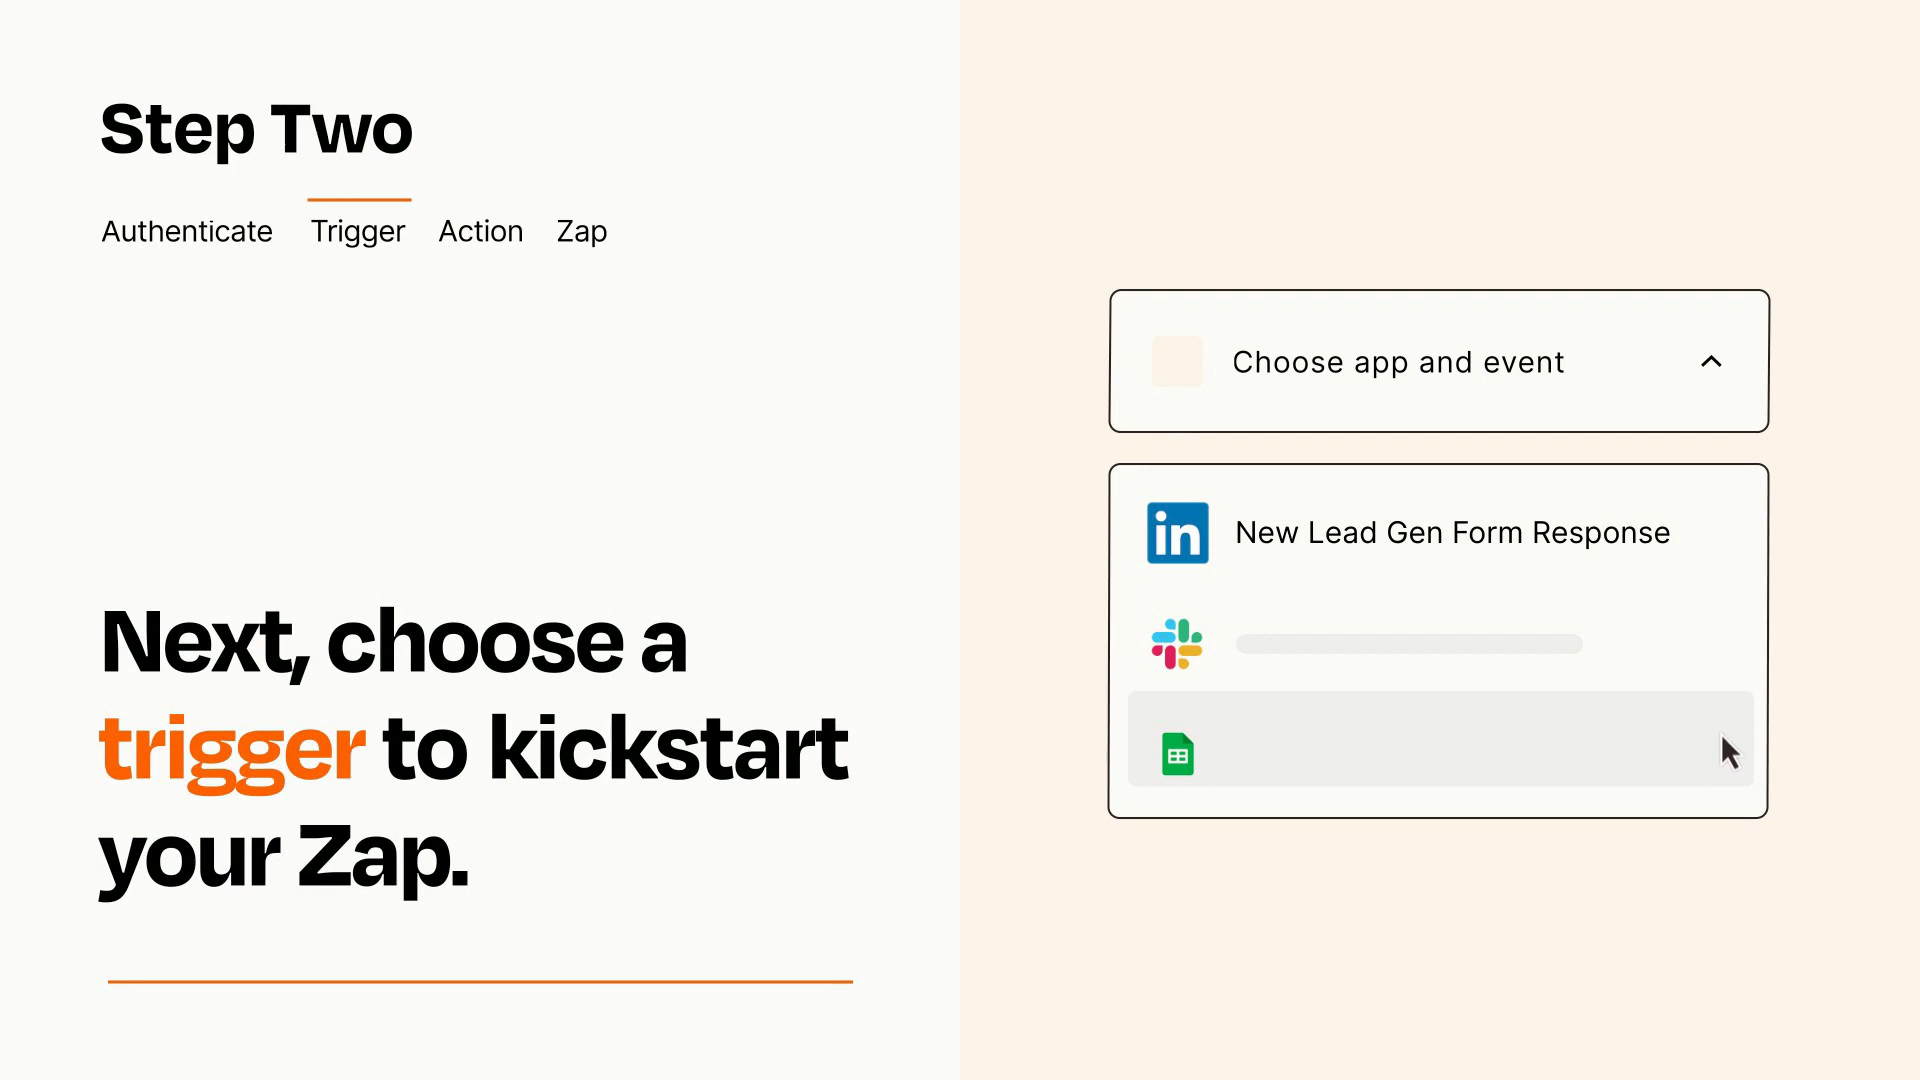 Step Two
Authenticate Trigger Action Zap
Next, choose a
trigger to kickstart
your Zap.
Choose app and event
in New Lead Gen Form Response